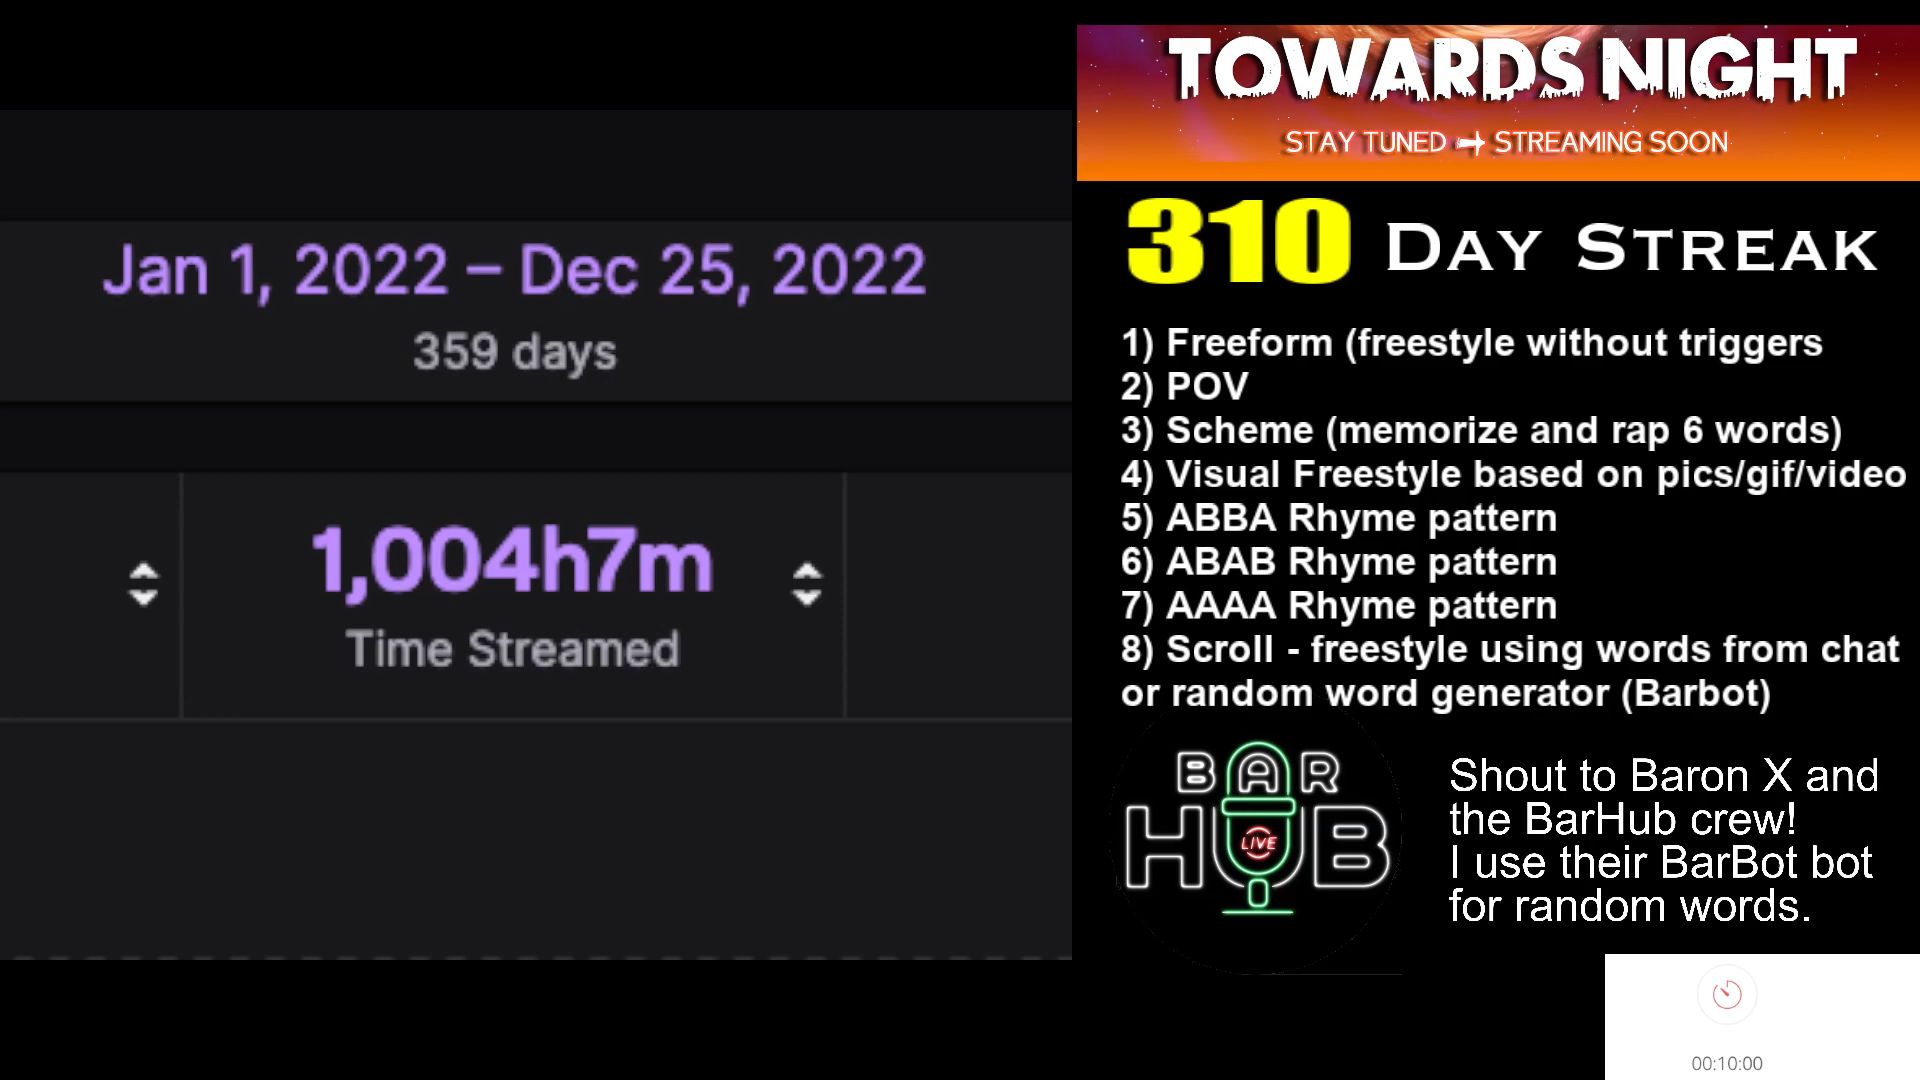 Jan 1, 2022 – Dec 25, 2022
359 days
1,004h7m
Time Streamed
TOWARDS NIGHT
STAY TUNED → STREAMING SOON
310 DAY STREAK
1) Freeform (freestyle without triggers
2) POV
3) Scheme (memorize and rap 6 words)
4) Visual Freestyle based on pics/gif/video
5) ABBA Rhyme pattern
6) ABAB Rhyme pattern
7) AAAA Rhyme pattern
8) Scroll - freestyle using words from chat
or random word generator (Barbot)
BAR
HUB
LIVE
Shout to Baron X and
the BarHub crew!
I use their BarBot bot
for random words.
00:10:00